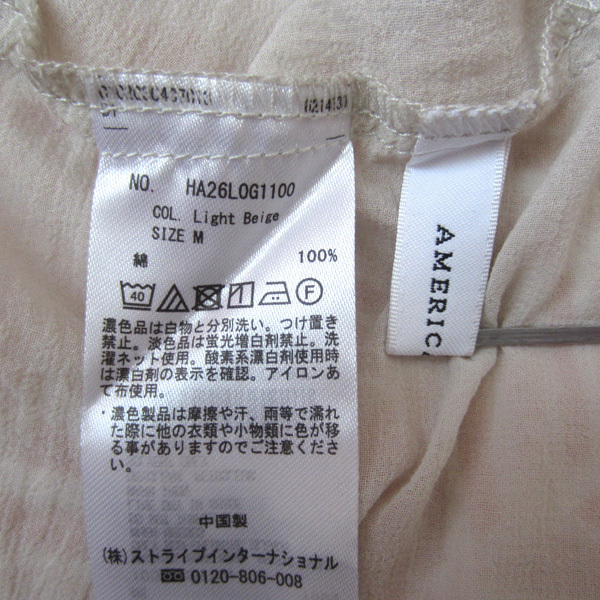 NO. HA26L0G1100
COL. Light Beige
SIZE M
綿 100%
40 F
濃色品は白物と分別洗い。つけ置き
禁止。淡色品は蛍光増白剤禁止。洗
濯ネット使用。酸素系漂白剤使用時
は漂白剤の表示を確認。アイロンあ
て布使用。
・濃色製品は摩擦や汗、雨等で濡れ
た際に他の衣類や小物類に色が移
る事がありますのでご注意くださ
い。
中国製
(株)ストライプインターナショナル
0120-806-008
AMERICA